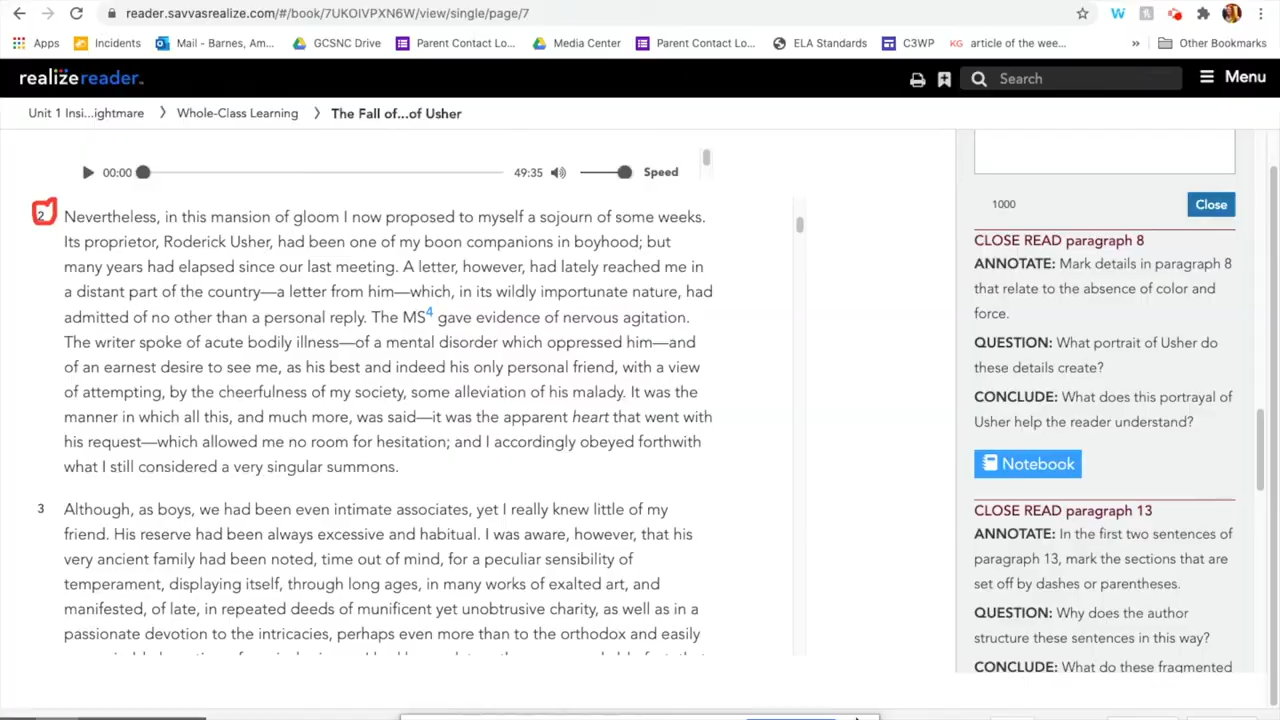 reader.savvasrealize.com/#/book/7UKOIVPXN6W/view/single/page/7
Apps Incidents Mail - Barnes, Am... GCSNC Drive Parent Contact Lo... Media Center Parent Contact Lo... ELA Standards C3WP KG article of the wee... » Other Bookmarks
realizereader™ Search Menu
Unit 1 Insi...ightmare Whole-Class Learning The Fall of...of Usher
00:00 49:35 Speed
2 Nevertheless, in this mansion of gloom I now proposed to myself a sojourn of some weeks.
Its proprietor, Roderick Usher, had been one of my boon companions in boyhood; but
many years had elapsed since our last meeting. A letter, however, had lately reached me in
a distant part of the country—a letter from him—which, in its wildly importunate nature, had
admitted of no other than a personal reply. The MS4 gave evidence of nervous agitation.
The writer spoke of acute bodily illness—of a mental disorder which oppressed him—and
of an earnest desire to see me, as his best and indeed his only personal friend, with a view
of attempting, by the cheerfulness of my society, some alleviation of his malady. It was the
manner in which all this, and much more, was said—it was the apparent heart that went with
his request—which allowed me no room for hesitation; and I accordingly obeyed forthwith
what I still considered a very singular summons.
3 Although, as boys, we had been even intimate associates, yet I really knew little of my
friend. His reserve had been always excessive and habitual. I was aware, however, that his
very ancient family had been noted, time out of mind, for a peculiar sensibility of
temperament, displaying itself, through long ages, in many works of exalted art, and
manifested, of late, in repeated deeds of munificent yet unobtrusive charity, as well as in a
passionate devotion to the intricacies, perhaps even more than to the orthodox and easily
1000 Close
CLOSE READ paragraph 8
ANNOTATE: Mark details in paragraph 8
that relate to the absence of color and
force.
QUESTION: What portrait of Usher do
these details create?
CONCLUDE: What does this portrayal of
Usher help the reader understand?
Notebook
CLOSE READ paragraph 13
ANNOTATE: In the first two sentences of
paragraph 13, mark the sections that are
set off by dashes or parentheses.
QUESTION: Why does the author
structure these sentences in this way?
CONCLUDE: What do these fragmented